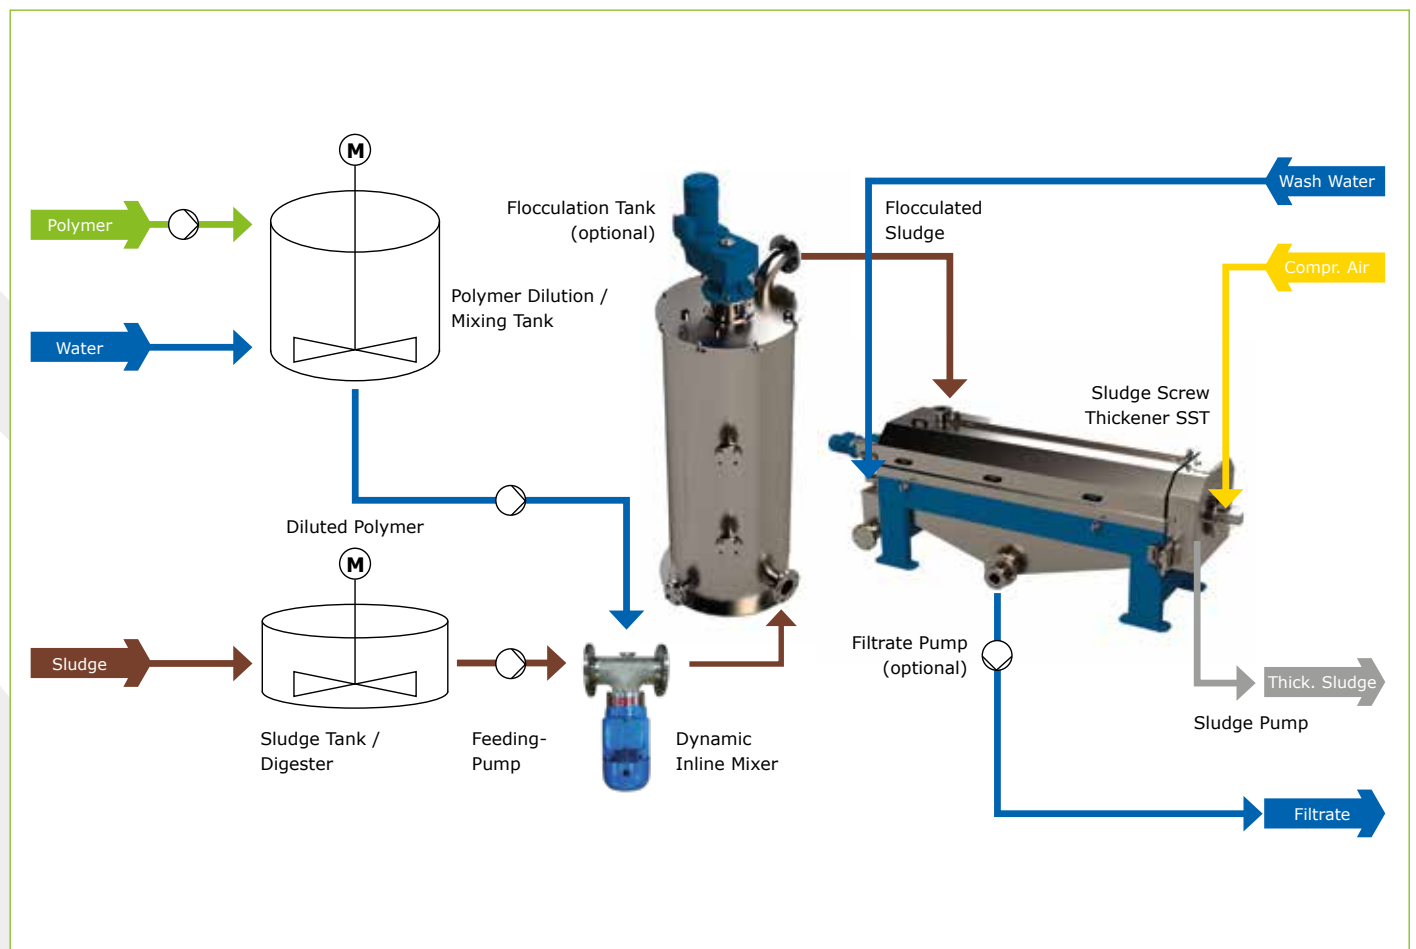 M
Polymer
Water
Polymer Dilution /
Mixing Tank
Flocculation Tank
(optional)
Flocculated
Sludge
Wash Water
Compr. Air
Sludge Screw
Thickener SST
Diluted Polymer
M
Sludge
Sludge Tank /
Digester
Feeding-
Pump
Dynamic
Inline Mixer
Filtrate Pump
(optional)
Thick. Sludge
Sludge Pump
Filtrate